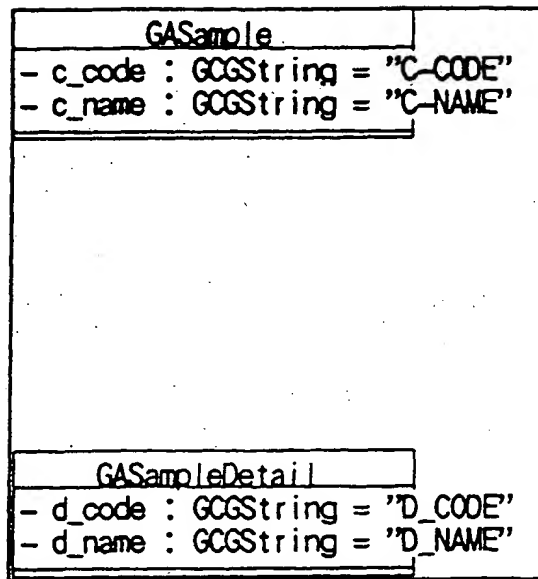 GASample
- c_code : GCGString = "C-CODE"
- c_name : GCGString = "C-NAME"
GASampleDetail
- d_code : GCGString = "D_CODE"
- d_name : GCGString = "D_NAME"